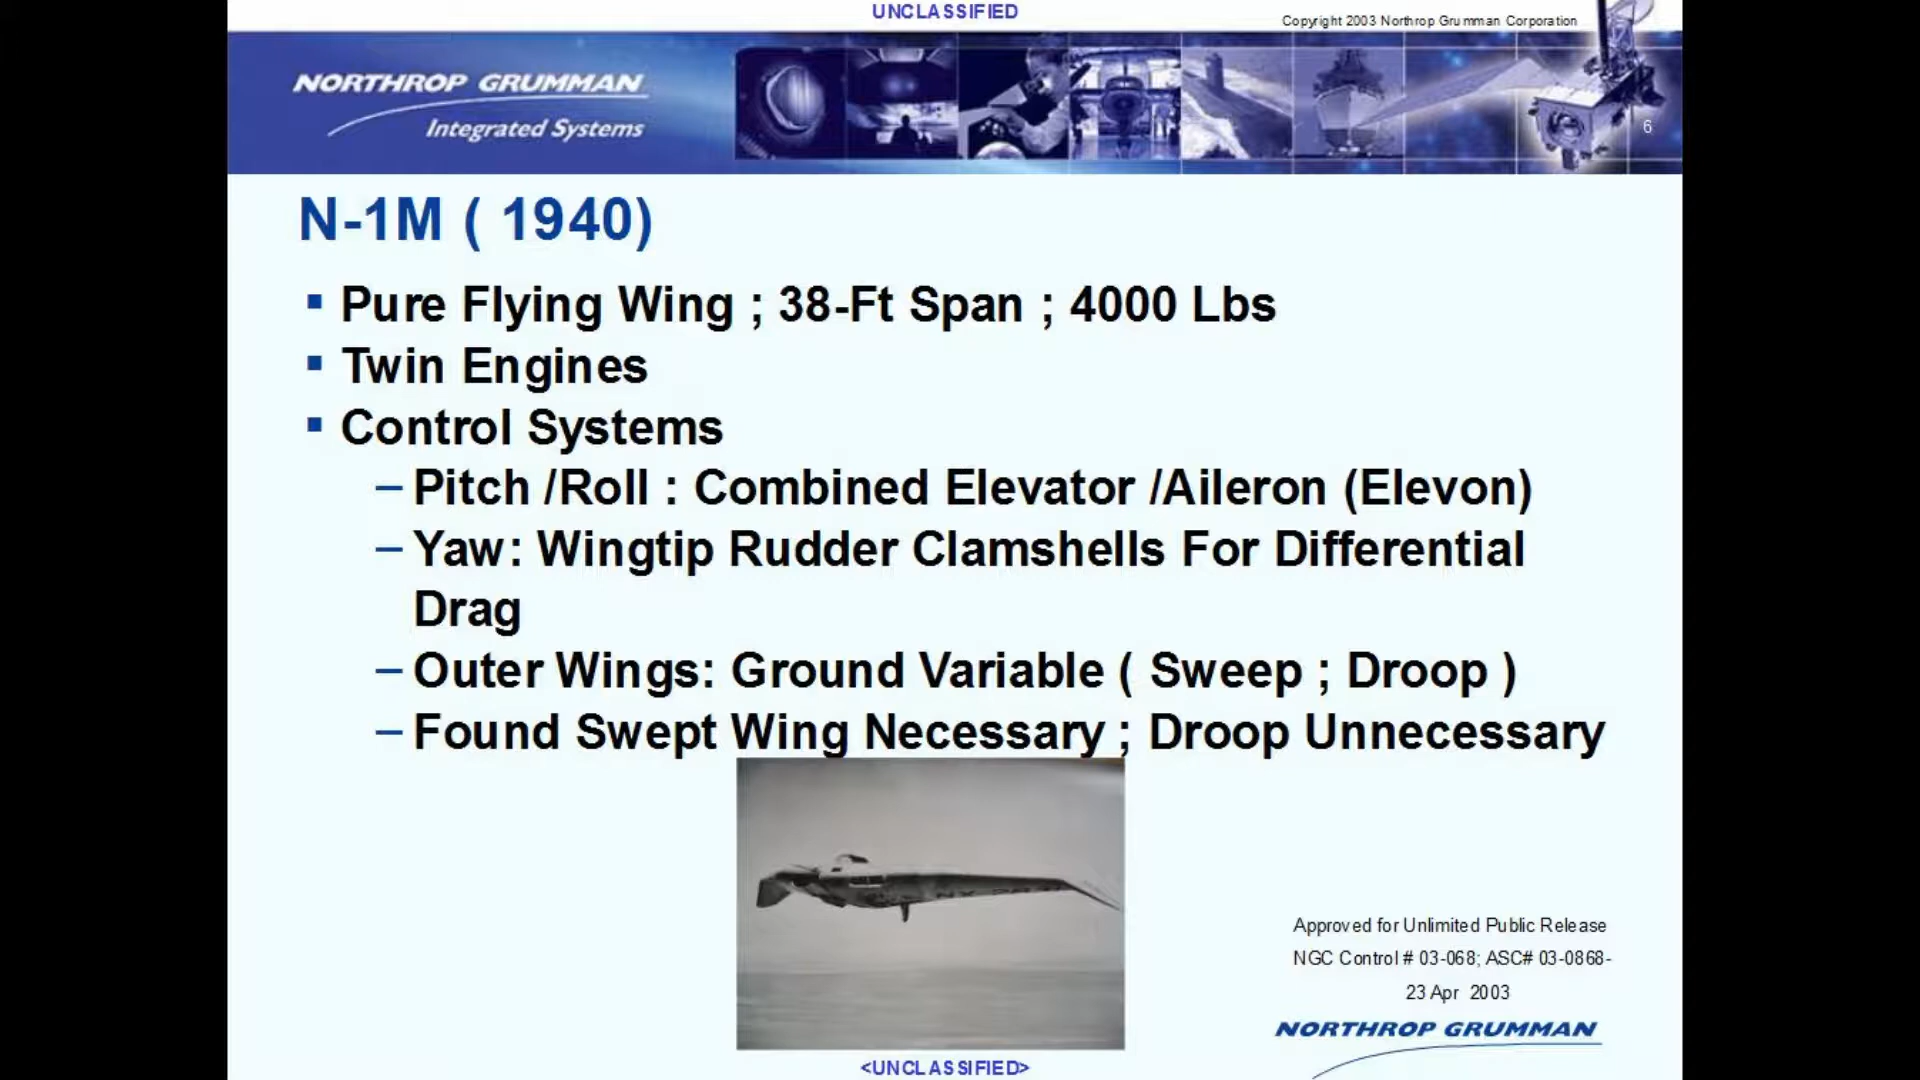 UNCLASSIFIED
Copyright 2003 Northrop Grumman Corporation
NORTHROP GRUMMAN
Integrated Systems
6
N-1M ( 1940)
▪ Pure Flying Wing ; 38-Ft Span ; 4000 Lbs
▪ Twin Engines
▪ Control Systems
– Pitch /Roll : Combined Elevator /Aileron (Elevon)
– Yaw: Wingtip Rudder Clamshells For Differential
Drag
– Outer Wings: Ground Variable ( Sweep ; Droop )
– Found Swept Wing Necessary ; Droop Unnecessary
Approved for Unlimited Public Release
NGC Control # 03-068; ASC# 03-0868-
23 Apr 2003
NORTHROP GRUMMAN
<UNCLASSIFIED>